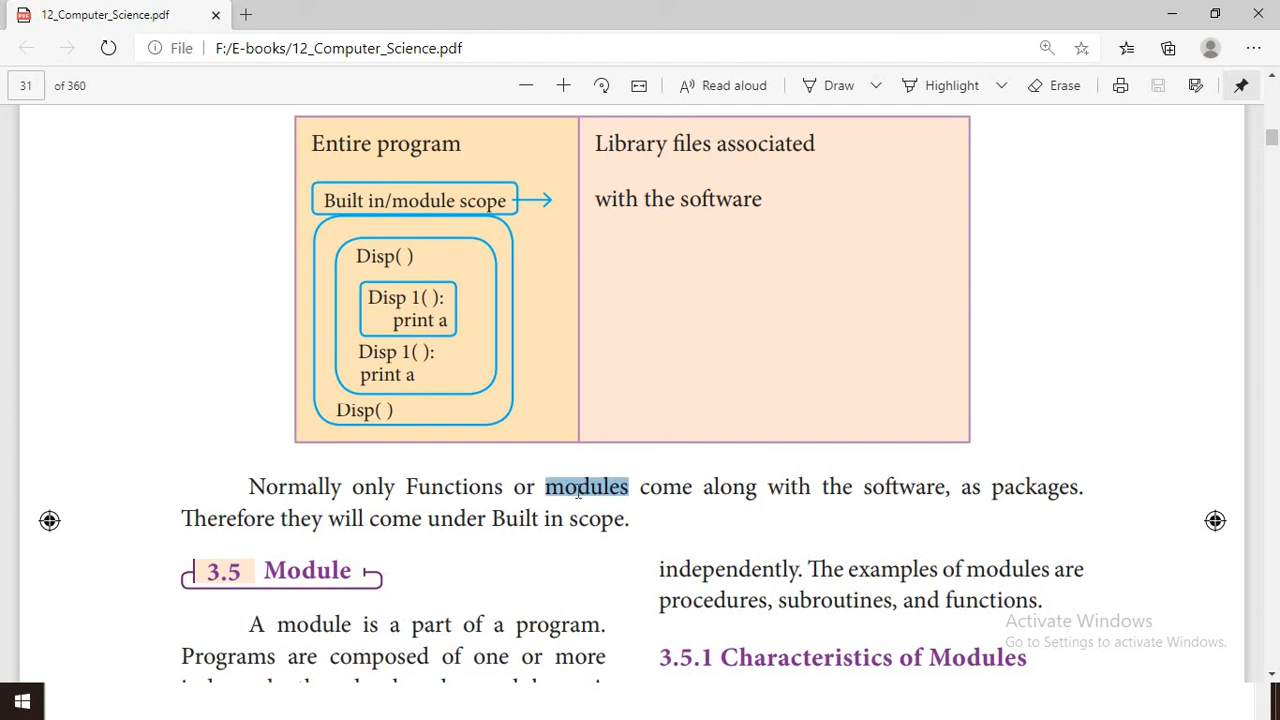 12_Computer_Science.pdf
File F:/E-books/12_Computer_Science.pdf
31 of 360 Read aloud Draw Highlight Erase
Entire program
Built in/module scope
Disp( )
Disp 1( ):
print a
Disp 1( ):
print a
Disp( )
Library files associated
with the software
Normally only Functions or modules come along with the software, as packages.
Therefore they will come under Built in scope.
3.5 Module
A module is a part of a program.
Programs are composed of one or more
independently. The examples of modules are
procedures, subroutines, and functions.
3.5.1 Characteristics of Modules
Activate Windows
Go to Settings to activate Windows.